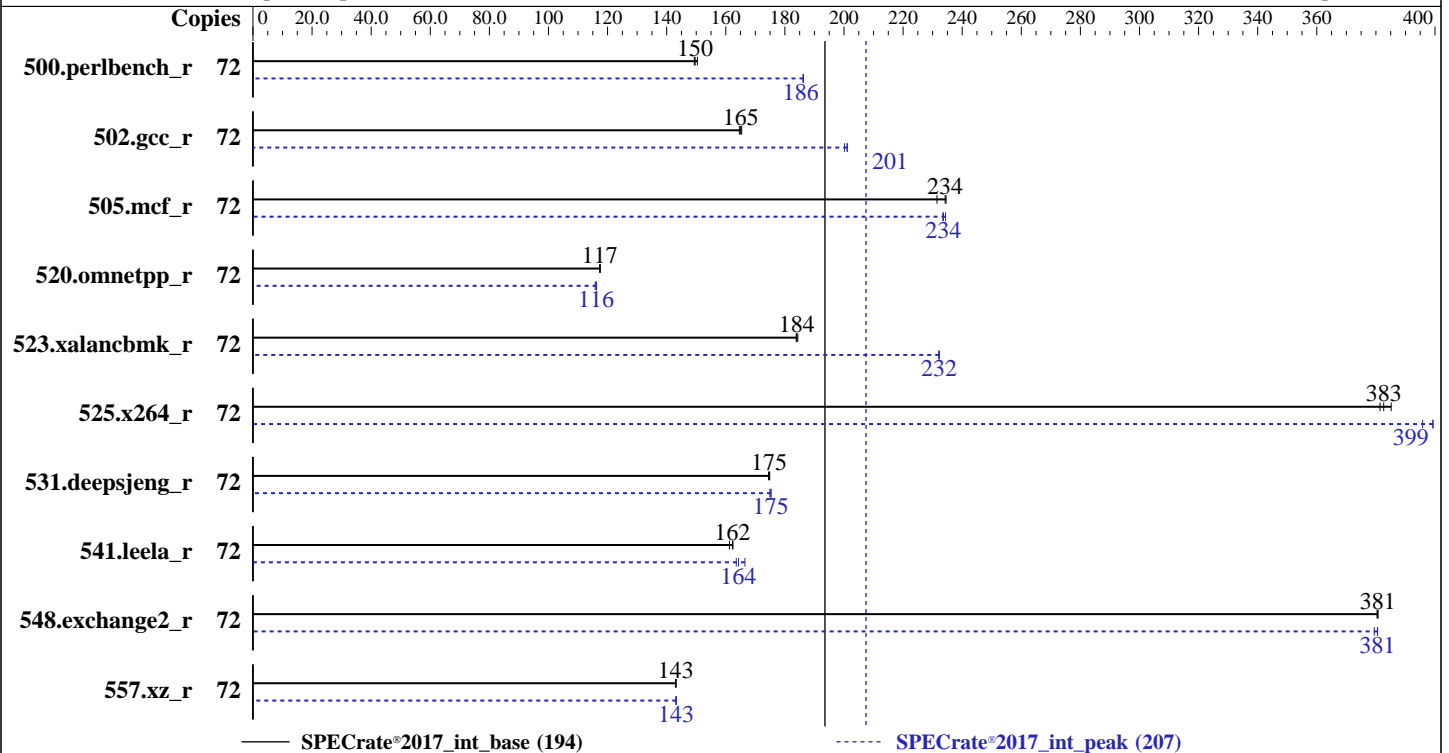 Copies 0 20.0 40.0 60.0 80.0 100 120 140 160 180 200 220 240 260 280 300 320 340 360 400
150
500.perlbench_r 72
186
165
502.gcc_r 72
201
234
505.mcf_r 72
234
117
520.omnetpp_r 72
116
184
523.xalancbmk_r 72
232
383
525.x264_r 72
399
175
531.deepsjeng_r 72
175
162
541.leela_r 72
164
381
548.exchange2_r 72
381
143
557.xz_r 72
143
SPECrate®2017_int_base (194) SPECrate®2017_int_peak (207)